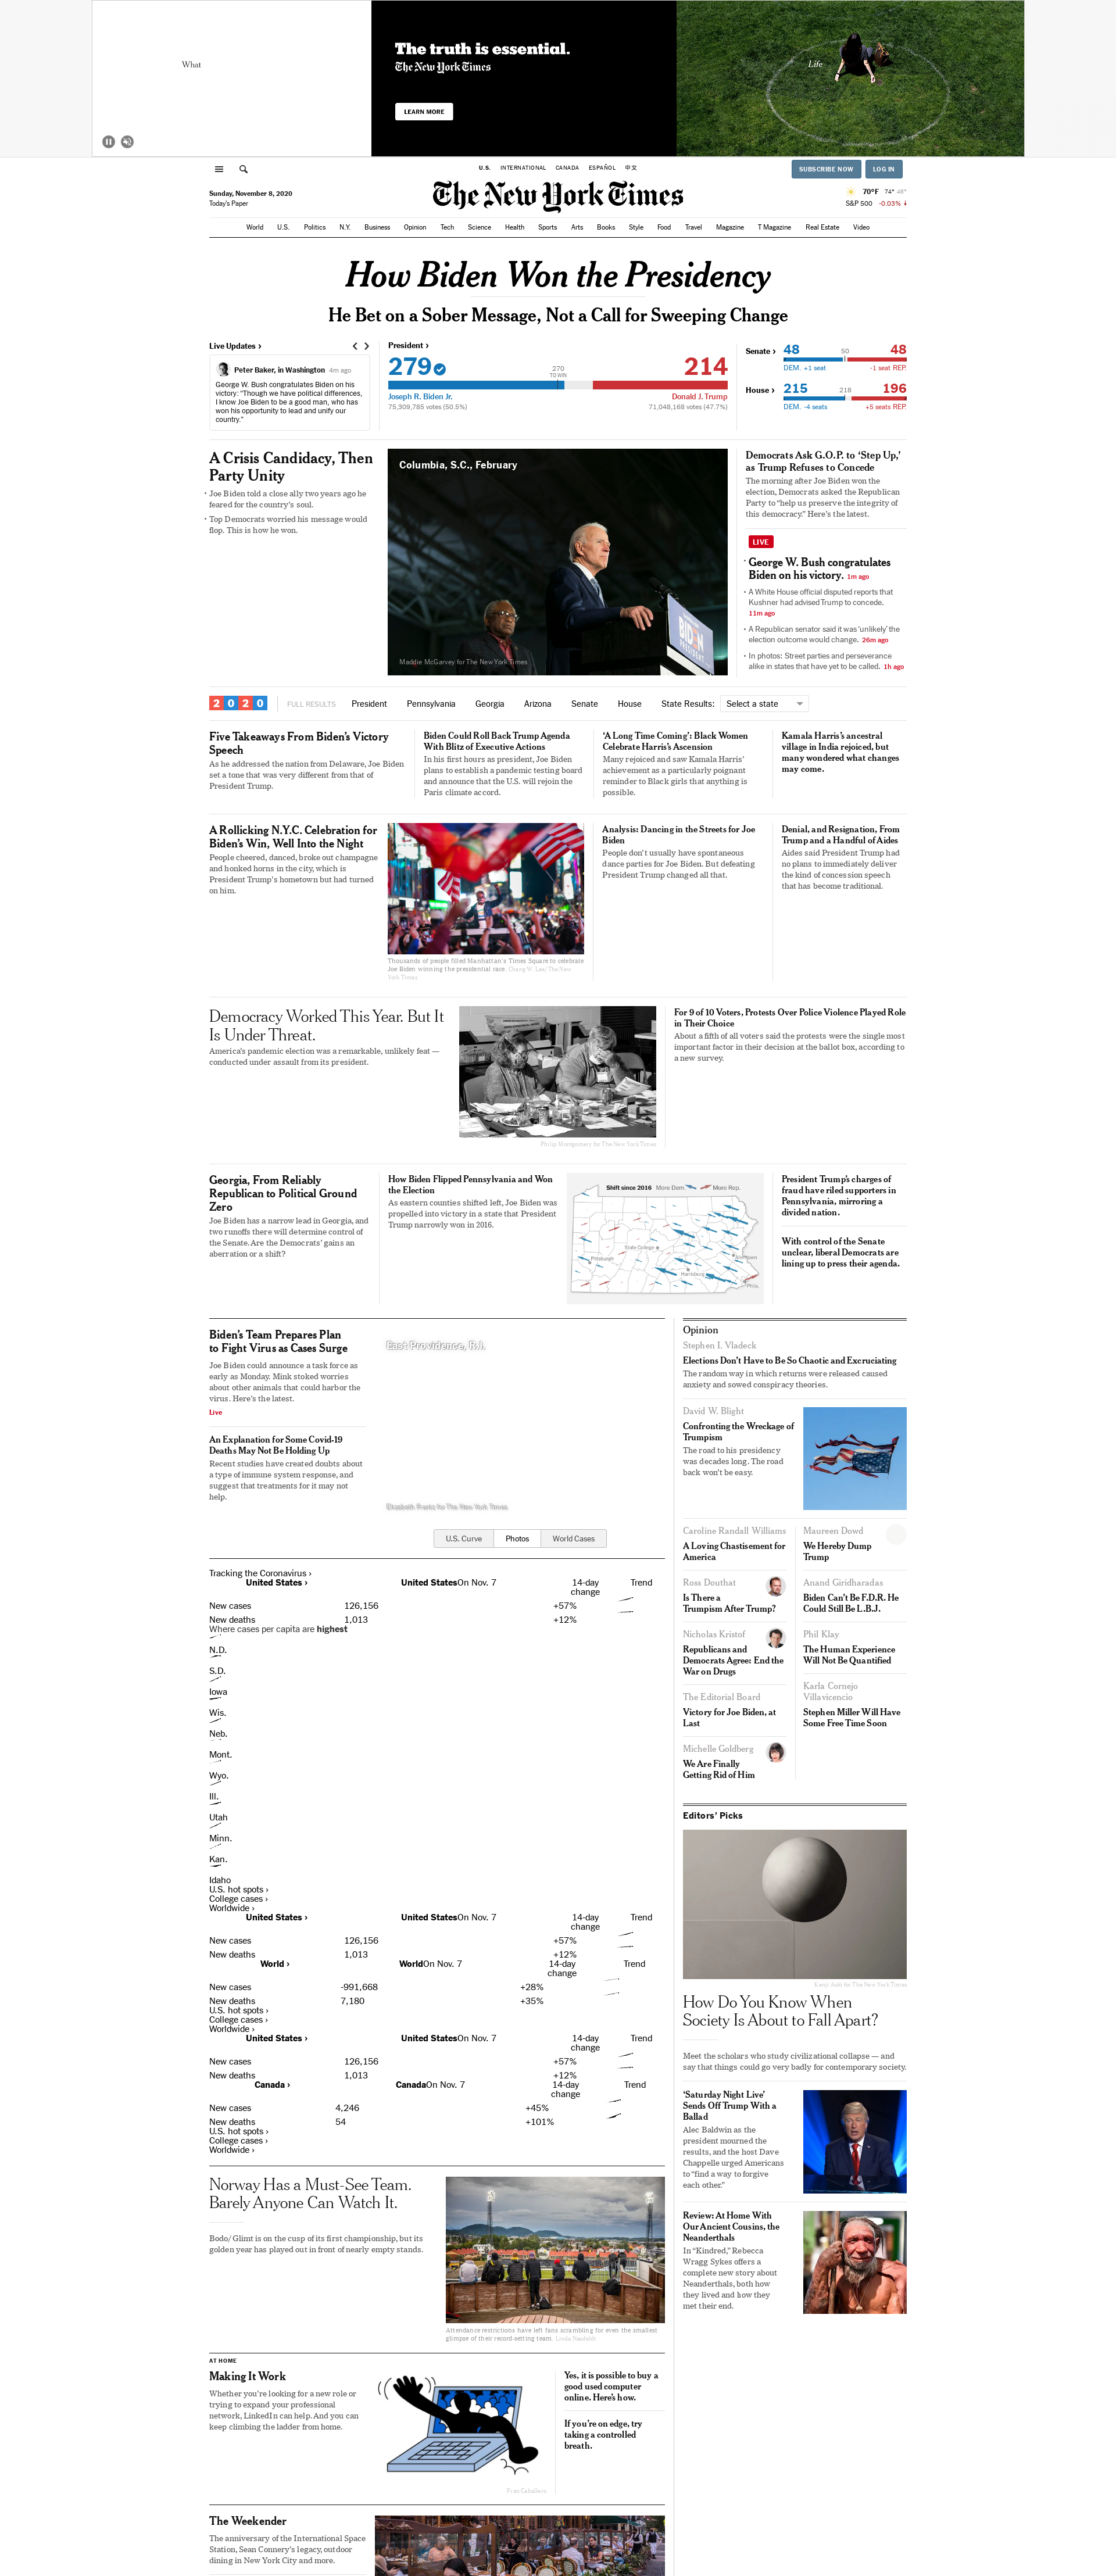 What
The truth is essential.
The New York Times
LEARN MORE
Life
U.S.
INTERNATIONAL
CANADA
ESPAÑOL
中文
SUBSCRIBE NOW
LOG IN
Sunday, November 8, 2020
Today's Paper
The New York Times
70°F 74° 48°
S&P 500 -0.03%
World U.S. Politics N.Y. Business Opinion Tech Science Health Sports Arts Books Style Food Travel Magazine T Magazine Real Estate Video
How Biden Won the Presidency
He Bet on a Sober Message, Not a Call for Sweeping Change
Live Updates ›
Peter Baker, in Washington 4m ago
George W. Bush congratulates Biden on his
victory: “Though we have political differences,
I know Joe Biden to be a good man, who has
won his opportunity to lead and unify our
country.”
President ›
279
214
270
TO WIN
Joseph R. Biden Jr.
Donald J. Trump
75,309,785 votes (50.5%)
71,048,168 votes (47.7%)
Senate ›
48
50
48
DEM. +1 seat
-1 seat REP.
House ›
215
218
196
DEM. -4 seats
+5 seats REP.
A Crisis Candidacy, Then
Party Unity
Joe Biden told a close ally two years ago he
feared for the country's soul.
Top Democrats worried his message would
flop. This is how he won.
Columbia, S.C., February
BIDEN
PRESIDENT
Maddie McGarvey for The New York Times
Democrats Ask G.O.P. to ‘Step Up,’
as Trump Refuses to Concede
The morning after Joe Biden won the
election, Democrats asked the Republican
Party to “help us preserve the integrity of
this democracy.” Here's the latest.
LIVE
George W. Bush congratulates
Biden on his victory. 1m ago
A White House official disputed reports that
Kushner had advised Trump to concede.
11m ago
A Republican senator said it was ‘unlikely’ the
election outcome would change. 26m ago
In photos: Street parties and perseverance
alike in states that have yet to be called. 1h ago
2020
FULL RESULTS
President Pennsylvania Georgia Arizona Senate House State Results: Select a state
Five Takeaways From Biden’s Victory
Speech
As he addressed the nation from Delaware, Joe Biden
set a tone that was very different from that of
President Trump.
Biden Could Roll Back Trump Agenda
With Blitz of Executive Actions
In his first hours as president, Joe Biden
plans to establish a pandemic testing board
and announce that the U.S. will rejoin the
Paris climate accord.
‘A Long Time Coming’: Black Women
Celebrate Harris’s Ascension
Many rejoiced and saw Kamala Harris’
achievement as a particularly poignant
reminder to Black girls that anything is
possible.
Kamala Harris’s ancestral
village in India rejoiced, but
many wondered what changes
may come.
A Rollicking N.Y.C. Celebration for
Biden’s Win, Well Into the Night
People cheered, danced, broke out champagne
and honked horns in the city, which is
President Trump’s hometown but had turned
on him.
Thousands of people filled Manhattan’s Times Square to celebrate
Joe Biden winning the presidential race. Chang W. Lee/The New
York Times
Analysis: Dancing in the Streets for Joe
Biden
People don’t usually have spontaneous
dance parties for Joe Biden. But defeating
President Trump changed all that.
Denial, and Resignation, From
Trump and a Handful of Aides
Aides said President Trump had
no plans to immediately deliver
the kind of concession speech
that has become traditional.
Democracy Worked This Year. But It
Is Under Threat.
America’s pandemic election was a remarkable, unlikely feat —
conducted under assault from its president.
Philip Montgomery for The New York Times
For 9 of 10 Voters, Protests Over Police Violence Played Role
in Their Choice
About a fifth of all voters said the protests were the single most
important factor in their decision at the ballot box, according to
a new survey.
Georgia, From Reliably
Republican to Political Ground
Zero
Joe Biden has a narrow lead in Georgia, and
two runoffs there will determine control of
the Senate. Are the Democrats’ gains an
aberration or a shift?
How Biden Flipped Pennsylvania and Won
the Election
As eastern counties shifted left, Joe Biden was
propelled into victory in a state that President
Trump narrowly won in 2016.
Shift since 2016 More Dem. More Rep.
State College
Pittsburgh
Allentown
Harrisburg
Phila.
President Trump’s charges of
fraud have riled supporters in
Pennsylvania, mirroring a
divided nation.
With control of the Senate
unclear, liberal Democrats are
lining up to press their agenda.
Biden’s Team Prepares Plan
to Fight Virus as Cases Surge
Joe Biden could announce a task force as
early as Monday. Mink stoked worries
about other animals that could harbor the
virus. Here’s the latest.
Live
An Explanation for Some Covid-19
Deaths May Not Be Holding Up
Recent studies have created doubts about
a type of immune system response, and
suggest that treatments for it may not
help.
East Providence, R.I.
Elizabeth Frantz for The New York Times
U.S. Curve
Photos
World Cases
Tracking the Coronavirus ›
United States › United States On Nov. 7 14-day change Trend
New cases 126,156 +57%
New deaths 1,013 +12%
Where cases per capita are highest
N.D.
S.D.
Iowa
Wis.
Neb.
Mont.
Wyo.
Ill.
Utah
Minn.
Kan.
Idaho
U.S. hot spots ›
College cases ›
Worldwide ›
United States › United States On Nov. 7 14-day change Trend
New cases 126,156 +57%
New deaths 1,013 +12%
World › World On Nov. 7 14-day change Trend
New cases -991,668 +28%
New deaths 7,180 +35%
U.S. hot spots ›
College cases ›
Worldwide ›
United States › United States On Nov. 7 14-day change Trend
New cases 126,156 +57%
New deaths 1,013 +12%
Canada › Canada On Nov. 7 14-day change Trend
New cases 4,246 +45%
New deaths 54 +101%
U.S. hot spots ›
College cases ›
Worldwide ›
Norway Has a Must-See Team.
Barely Anyone Can Watch It.
Bodo/Glimt is on the cusp of its first championship, but its
golden year has played out in front of nearly empty stands.
Attendance restrictions have left fans scrambling for even the smallest
glimpse of their record-setting team.
AT HOME
Making It Work
Whether you’re looking for a new role or
trying to expand your professional
network, LinkedIn can help. And you can
keep climbing the ladder from home.
Fran Caballero
Yes, it is possible to buy a
good used computer
online. Here’s how.
If you’re on edge, try
taking a controlled
breath.
The Weekender
The anniversary of the International Space
Station, Sean Connery’s legacy, outdoor
dining in New York City and more.
Opinion
Stephen I. Vladeck
Elections Don’t Have to Be So Chaotic and Excruciating
The random way in which returns were released caused
anxiety and sowed conspiracy theories.
David W. Blight
Confronting the Wreckage of
Trumpism
The road to his presidency
was decades long. The road
back won’t be easy.
Caroline Randall Williams
A Loving Chastisement for
America
Maureen Dowd
We Hereby Dump
Trump
Ross Douthat
Is There a
Trumpism After Trump?
Anand Giridharadas
Biden Can’t Be F.D.R. He
Could Still Be L.B.J.
Nicholas Kristof
Republicans and
Democrats Agree: End the
War on Drugs
Phil Klay
The Human Experience
Will Not Be Quantified
The Editorial Board
Victory for Joe Biden, at
Last
Karla Cornejo
Villavicencio
Stephen Miller Will Have
Some Free Time Soon
Michelle Goldberg
We Are Finally
Getting Rid of Him
Editors’ Picks
Kenji Aoki for The New York Times
How Do You Know When
Society Is About to Fall Apart?
Meet the scholars who study civilizational collapse — and
say that things could go very badly for contemporary society.
‘Saturday Night Live’
Sends Off Trump With a
Ballad
Alec Baldwin as the
president mourned the
results, and the host Dave
Chappelle urged Americans
to “find a way to forgive
each other.”
Review: At Home With
Our Ancient Cousins, the
Neanderthals
In “Kindred,” Rebecca
Wragg Sykes offers a
complete new story about
Neanderthals, both how
they lived and how they
met their end.